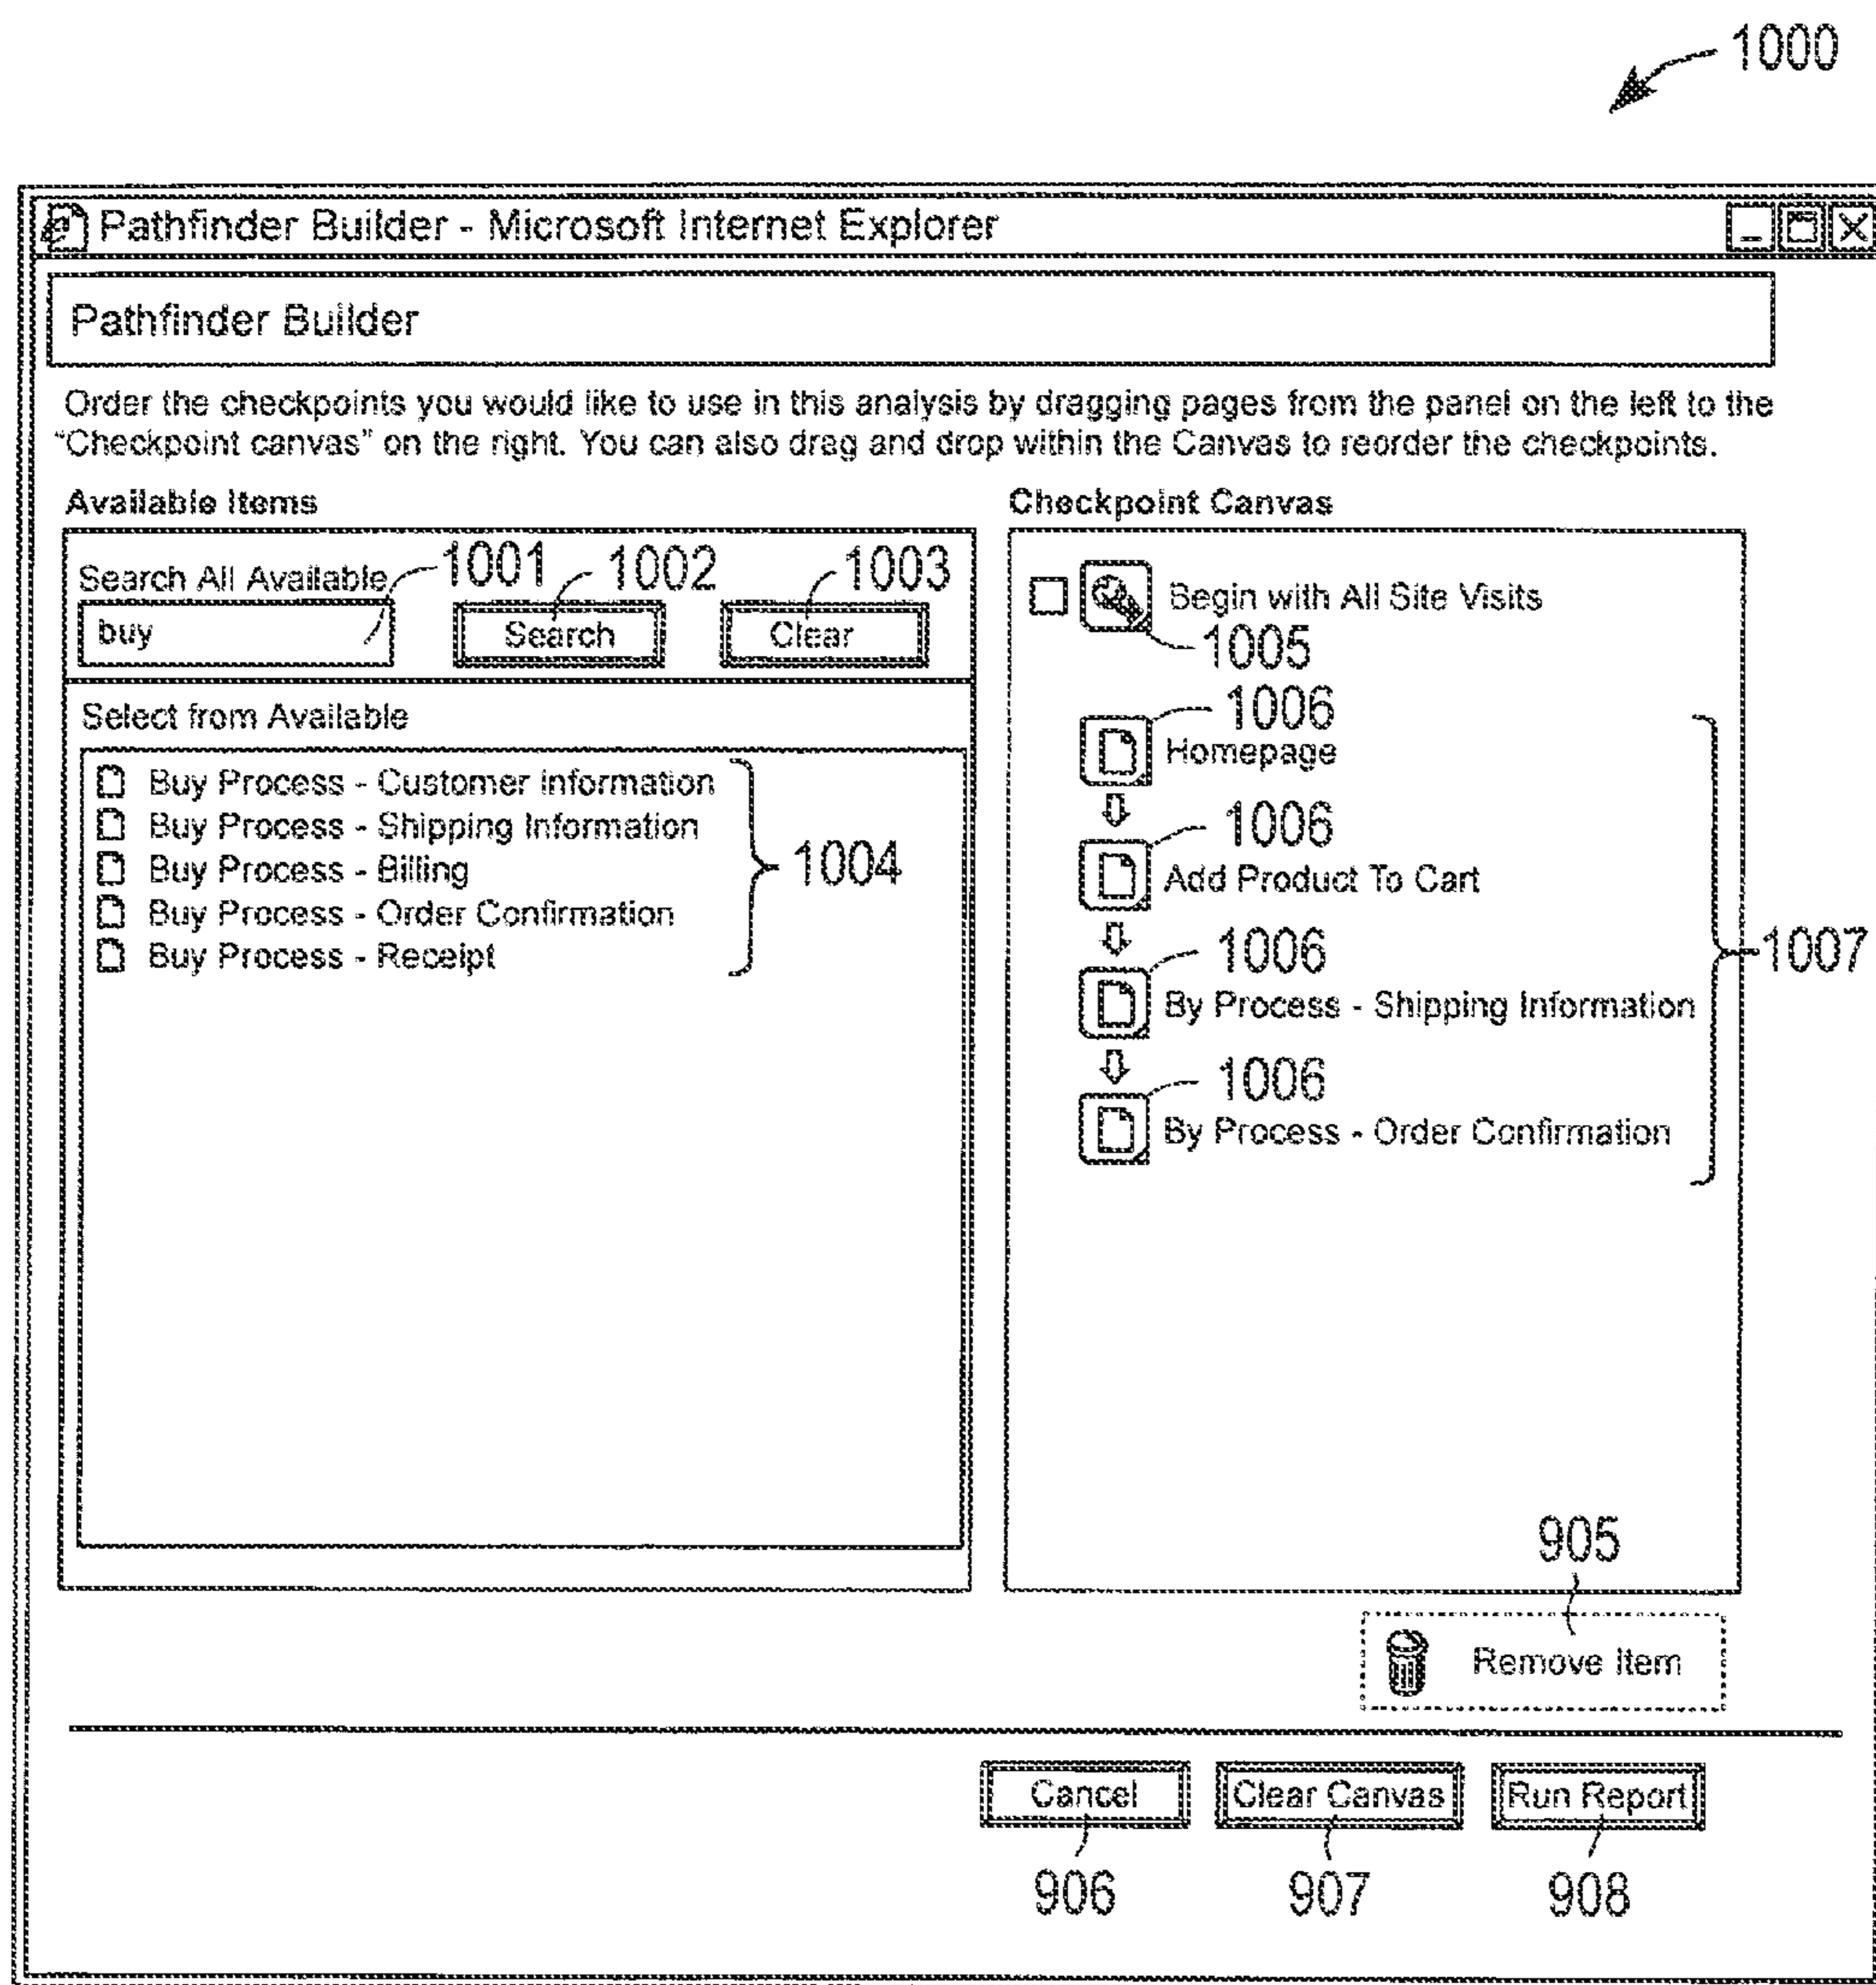 1000
Pathfinder Builder - Microsoft Internet Explorer
Pathfinder Builder
Order the checkpoints you would like to use in this analysis by dragging pages from the panel on the left to the
“Checkpoint canvas” on the right. You can also drag and drop within the Canvas to reorder the checkpoints.
Available Items
Search All Available
1001
1002
1003
buy
Search
Clear
Select from Available
Buy Process - Customer Information
Buy Process - Shipping Information
Buy Process - Billing
Buy Process - Order Confirmation
Buy Process - Receipt
1004
Checkpoint Canvas
Begin with All Site Visits
1005
1006
Homepage
1006
Add Product To Cart
1006
By Process - Shipping Information
1006
By Process - Order Confirmation
1007
905
Remove Item
Cancel
Clear Canvas
Run Report
906
907
908